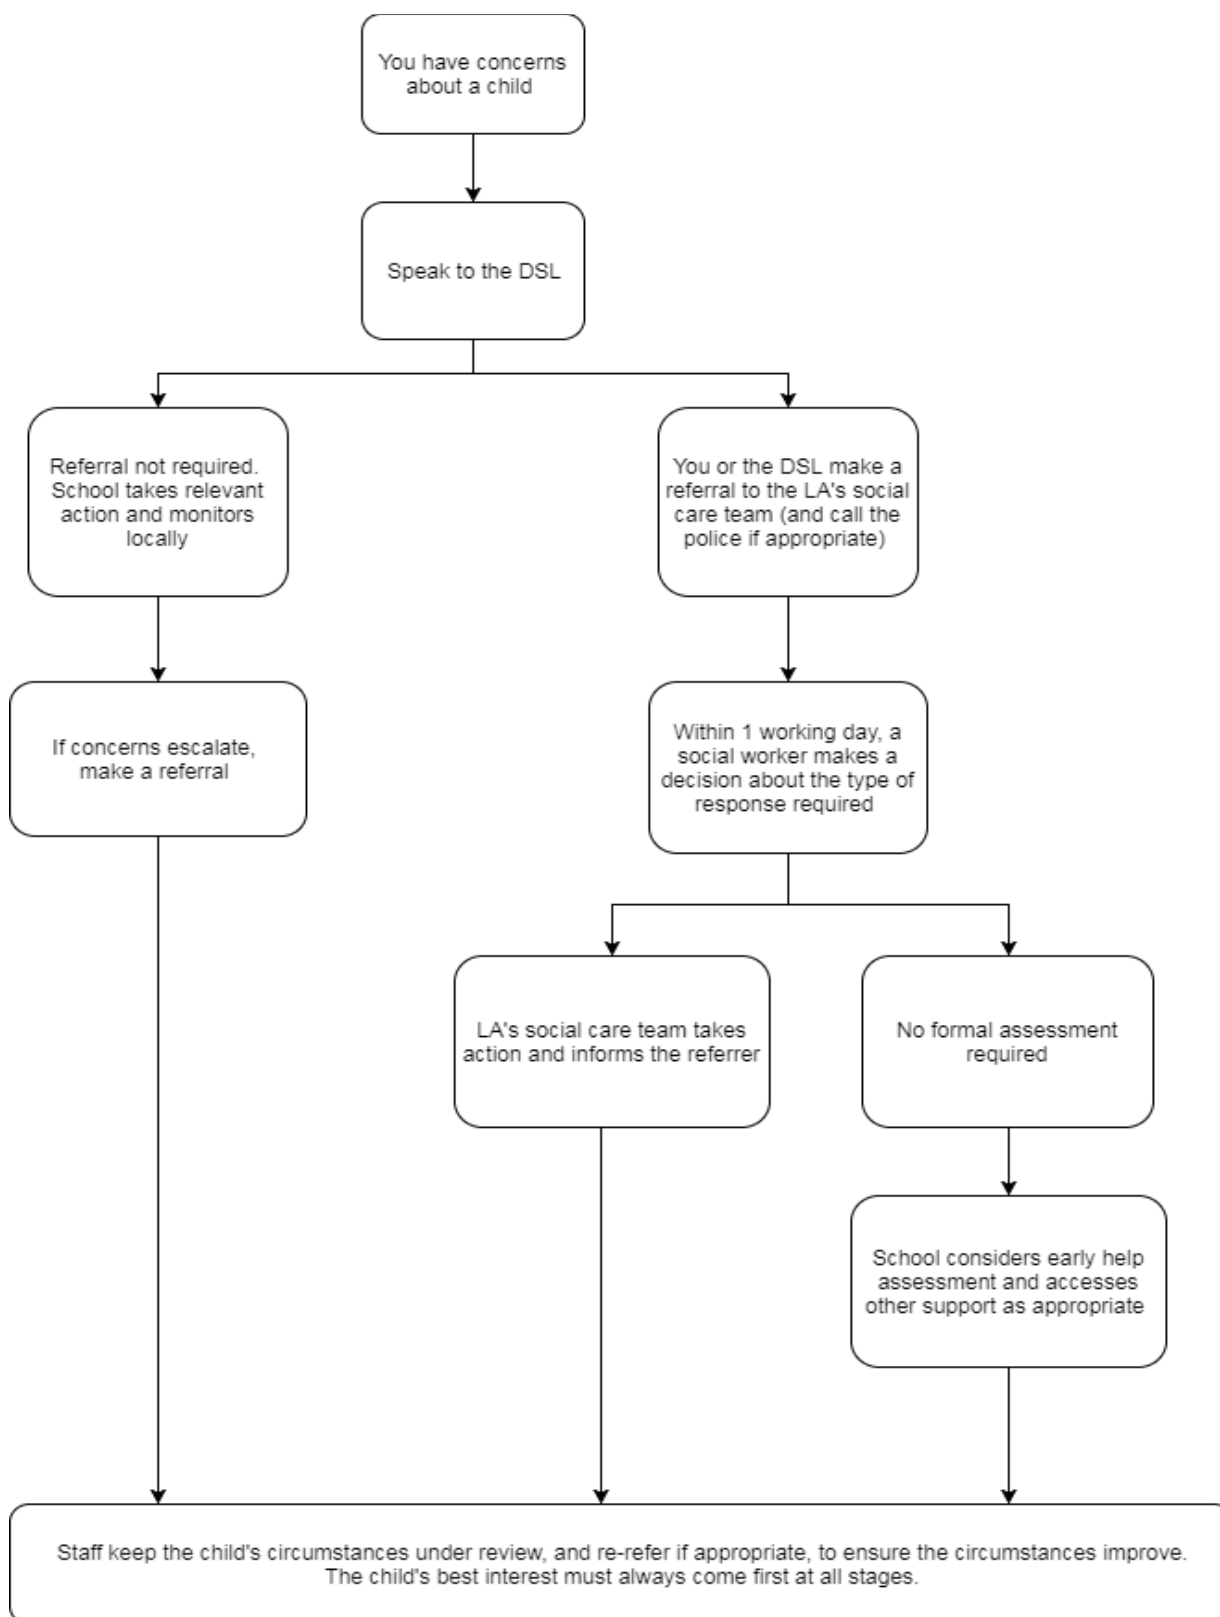 You have concerns
about a child
Speak to the DSL
Referral not required.
School takes relevant
action and monitors
locally
You or the DSL make a
referral to the LA's social
care team (and call the
police if appropriate)
If concerns escalate,
make a referral
Within 1 working day, a
social worker makes a
decision about the type of
response required
LA's social care team takes
action and informs the referrer
No formal assessment
required
School considers early help
assessment and accesses
other support as appropriate
Staff keep the child's circumstances under review, and re-refer if appropriate, to ensure the circumstances improve.
The child's best interest must always come first at all stages.